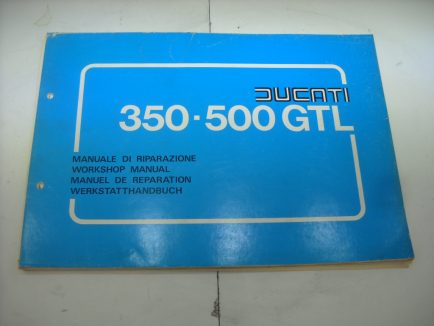 DUCATI
350·500 GTL
MANUALE DI RIPARAZIONE
WORKSHOP MANUAL
MANUEL DE REPARATION
WERKSTATTHANDBUCH